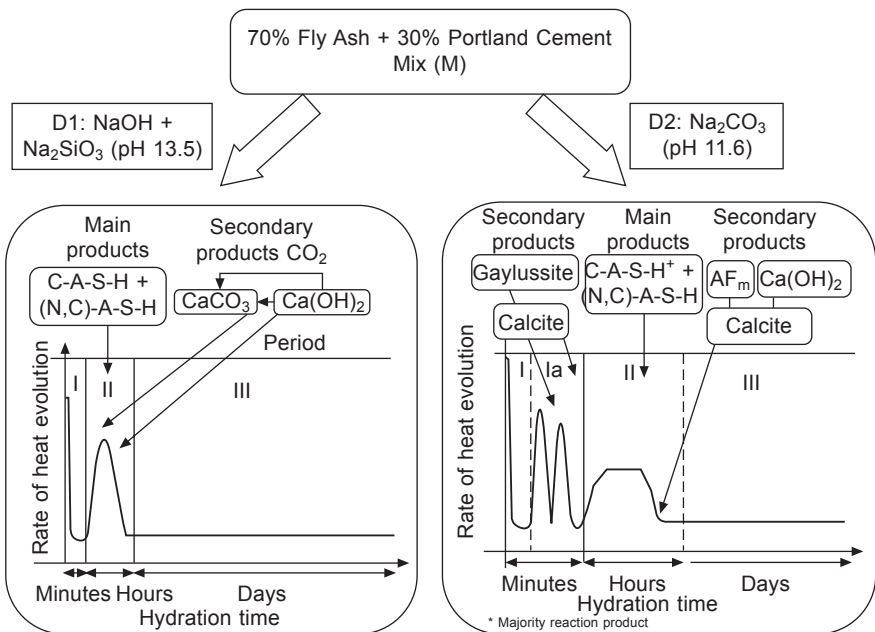 70% Fly Ash + 30% Portland Cement
Mix (M)
D1: NaOH +
Na₂SiO₃ (pH 13.5)
D2: Na₂CO₃
(pH 11.6)
Main
products
Secondary
products CO₂
C-A-S-H +
(N,C)-A-S-H
CaCO₃
Ca(OH)₂
Period
I
II
III
Rate of heat evolution
Minutes
Hours
Days
Hydration time
Secondary
products
Main
products
Secondary
products
Gaylussite
C-A-S-H⁺ +
(N,C)-A-S-H
AFₘ
Ca(OH)₂
Calcite
Calcite
I
Ia
II
III
Rate of heat evolution
Minutes
Hours
Days
Hydration time
* Majority reaction product